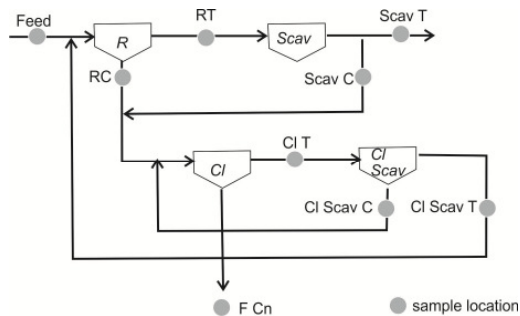 Feed
RT
Scav T
R
Scav
RC
Scav C
Cl T
Cl
Cl
Scav
Cl Scav C
Cl Scav T
F Cn
sample location